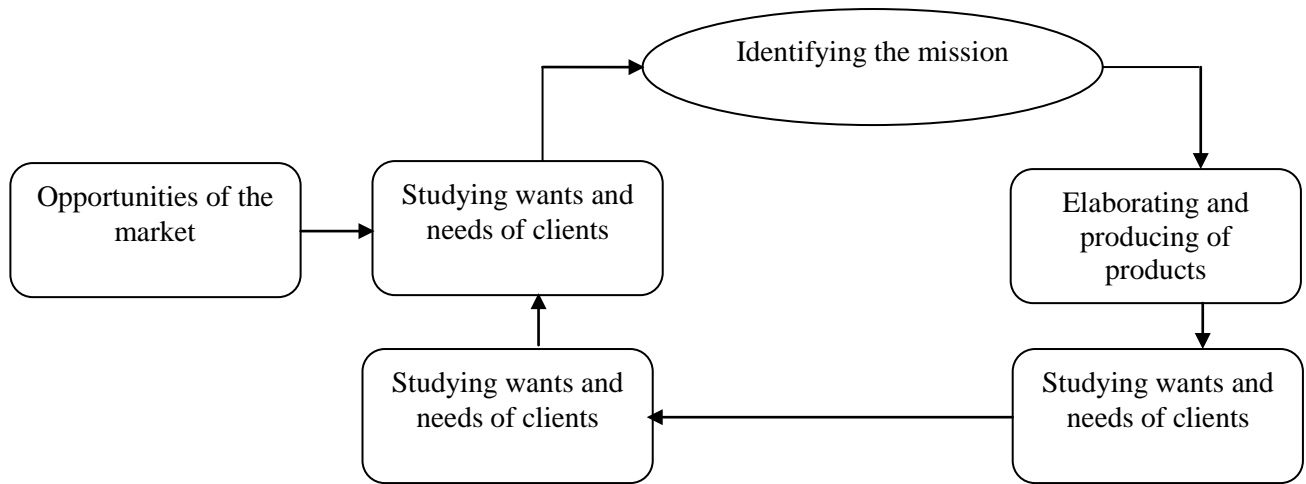 Identifying the mission
Opportunities of the
market
Studying wants and
needs of clients
Elaborating and
producing of
products
Studying wants and
needs of clients
Studying wants and
needs of clients